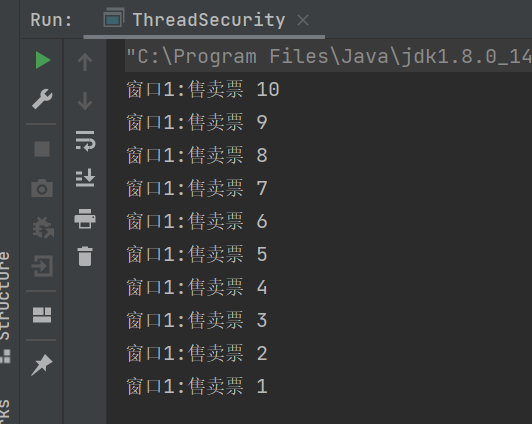 Run: ThreadSecurity
"C:\Program Files\Java\jdk1.8.0_14
窗口1:售卖票 10
窗口1:售卖票 9
窗口1:售卖票 8
窗口1:售卖票 7
窗口1:售卖票 6
窗口1:售卖票 5
窗口1:售卖票 4
窗口1:售卖票 3
窗口1:售卖票 2
窗口1:售卖票 1
Structure